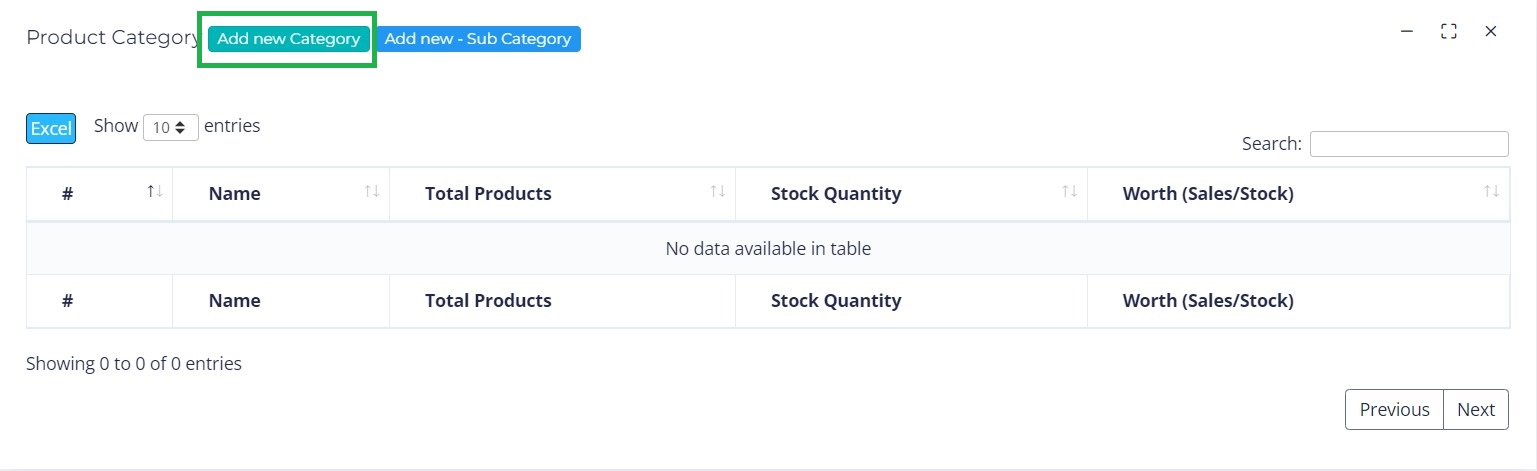 Product Category Add new Category Add new - Sub Category
Excel Show 10 entries
Search:
# Name Total Products Stock Quantity Worth (Sales/Stock)
No data available in table
# Name Total Products Stock Quantity Worth (Sales/Stock)
Showing 0 to 0 of 0 entries
Previous Next